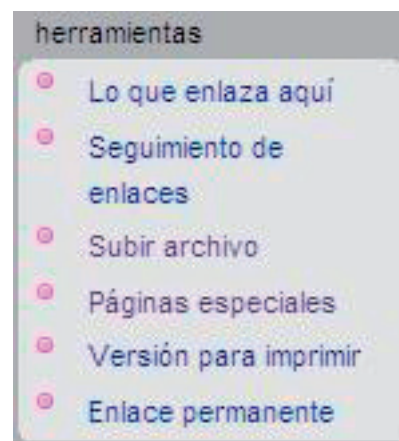 herramientas
Lo que enlaza aquí
Seguimiento de
enlaces
Subir archivo
Páginas especiales
Versión para imprimir
Enlace permanente